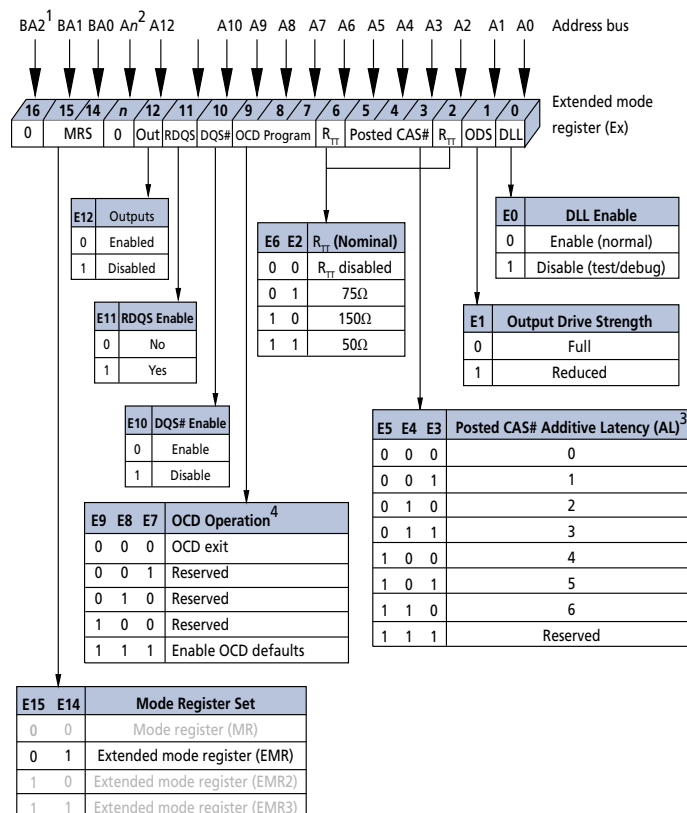 BA2¹ BA1 BA0 An² A12 A10 A9 A8 A7 A6 A5 A4 A3 A2 A1 A0 Address bus
16 15 14 n 12 11 10 9 8 7 6 5 4 3 2 1 0
Extended mode
register (Ex)
0 MRS 0 Out RDQS DQS# OCD Program RTT Posted CAS# RTT ODS DLL
E12 Outputs
0 Enabled
1 Disabled
E11 RDQS Enable
0 No
1 Yes
E10 DQS# Enable
0 Enable
1 Disable
E9 E8 E7 OCD Operation⁴
0 0 0 OCD exit
0 0 1 Reserved
0 1 0 Reserved
1 0 0 Reserved
1 1 1 Enable OCD defaults
E15 E14 Mode Register Set
0 0 Mode register (MR)
0 1 Extended mode register (EMR)
1 0 Extended mode register (EMR2)
1 1 Extended mode register (EMR3)
E6 E2 RTT (Nominal)
0 0 RTT disabled
0 1 75Ω
1 0 150Ω
1 1 50Ω
E0 DLL Enable
0 Enable (normal)
1 Disable (test/debug)
E1 Output Drive Strength
0 Full
1 Reduced
E5 E4 E3 Posted CAS# Additive Latency (AL)³
0 0 0 0
0 0 1 1
0 1 0 2
0 1 1 3
1 0 0 4
1 0 1 5
1 1 0 6
1 1 1 Reserved